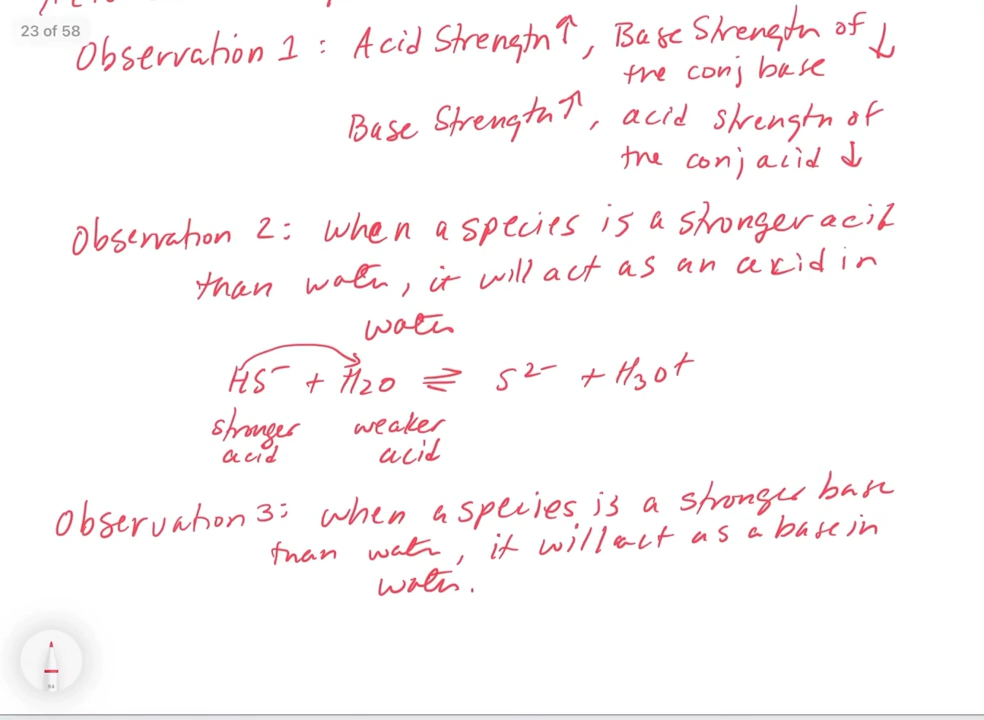 23 of 58
Observation 1: Acid Strength ↑, Base Strength of ↓
the conj base
Base Strength ↑, acid strength of
the conj acid ↓
Observation 2: when a species is a stronger acid
than water, it will act as an acid in
water
HS⁻ + H₂O ⇌ S²⁻ + H₃O⁺
stronger weaker
acid acid
Observation 3: when a species is a stronger base
than water, it will act as a base in
water.